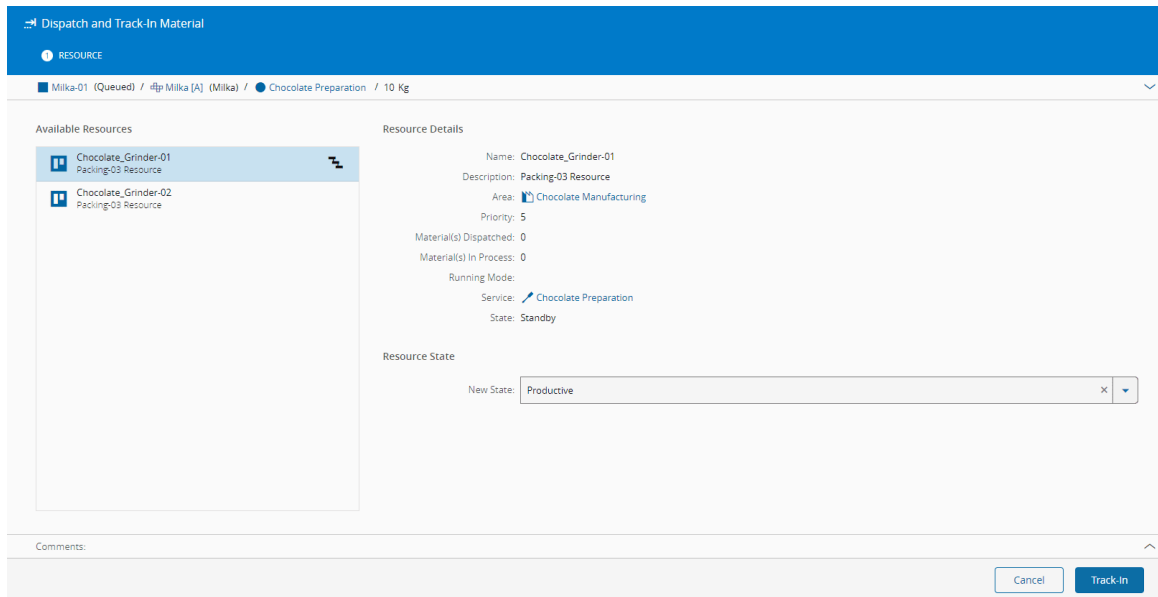 Dispatch and Track-In Material
1 RESOURCE
Milka-01 (Queued) / Milka [A] (Milka) / Chocolate Preparation / 10 Kg
Available Resources
Chocolate_Grinder-01
Packing-03 Resource
Chocolate_Grinder-02
Packing-03 Resource
Resource Details
Name: Chocolate_Grinder-01
Description: Packing-03 Resource
Area: Chocolate Manufacturing
Priority: 5
Material(s) Dispatched: 0
Material(s) In Process: 0
Running Mode:
Service: Chocolate Preparation
State: Standby
Resource State
New State: Productive
Comments:
Cancel Track-In